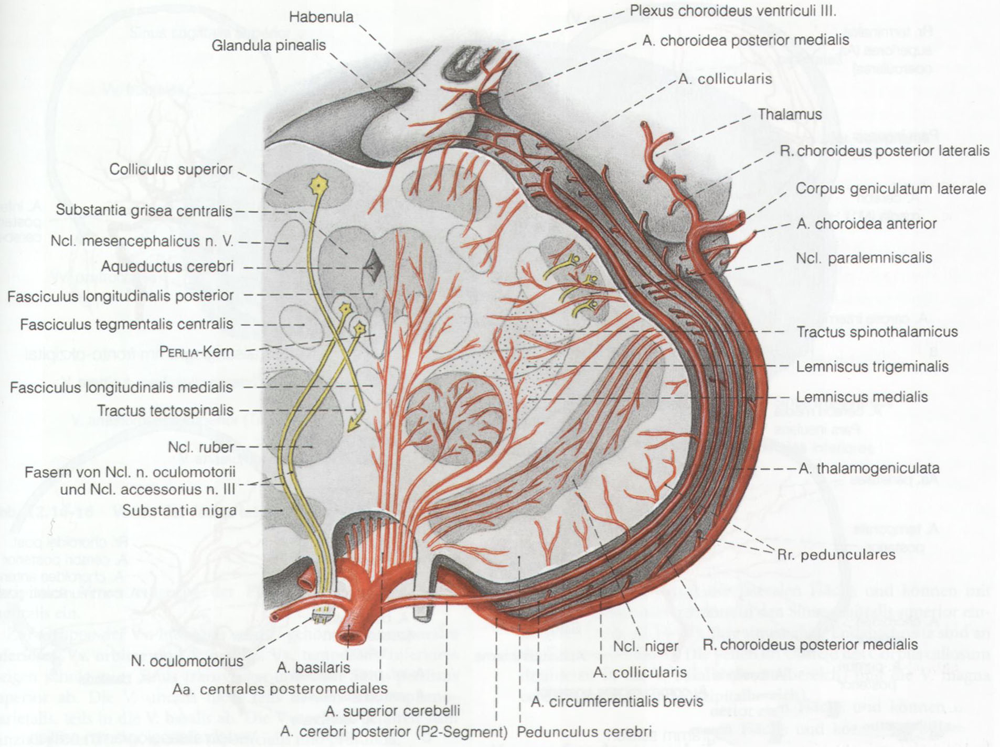 Habenula
Glandula pinealis
Colliculus superior
Substantia grisea centralis
Ncl. mesencephalicus n. V.
Aqueductus cerebri
Fasciculus longitudinalis posterior
Fasciculus tegmentalis centralis
PERLIA-Kern
Fasciculus longitudinalis medialis
Tractus tectospinalis
Ncl. ruber
Fasern von Ncl. n. oculomotorii
und Ncl. accessorius n. III
Substantia nigra
N. oculomotorius
A. basilaris
Aa. centrales posteromediales
A. superior cerebelli
A. cerebri posterior (P2-Segment)
Plexus choroideus ventriculi III.
A. choroidea posterior medialis
A. collicularis
Thalamus
R. choroideus posterior lateralis
Corpus geniculatum laterale
A. choroidea anterior
Ncl. paralemniscalis
Tractus spinothalamicus
Lemniscus trigeminalis
Lemniscus medialis
A. thalamogeniculata
Rr. pedunculares
R. choroideus posterior medialis
Ncl. niger
A. collicularis
A. circumferentialis brevis
Pedunculus cerebri